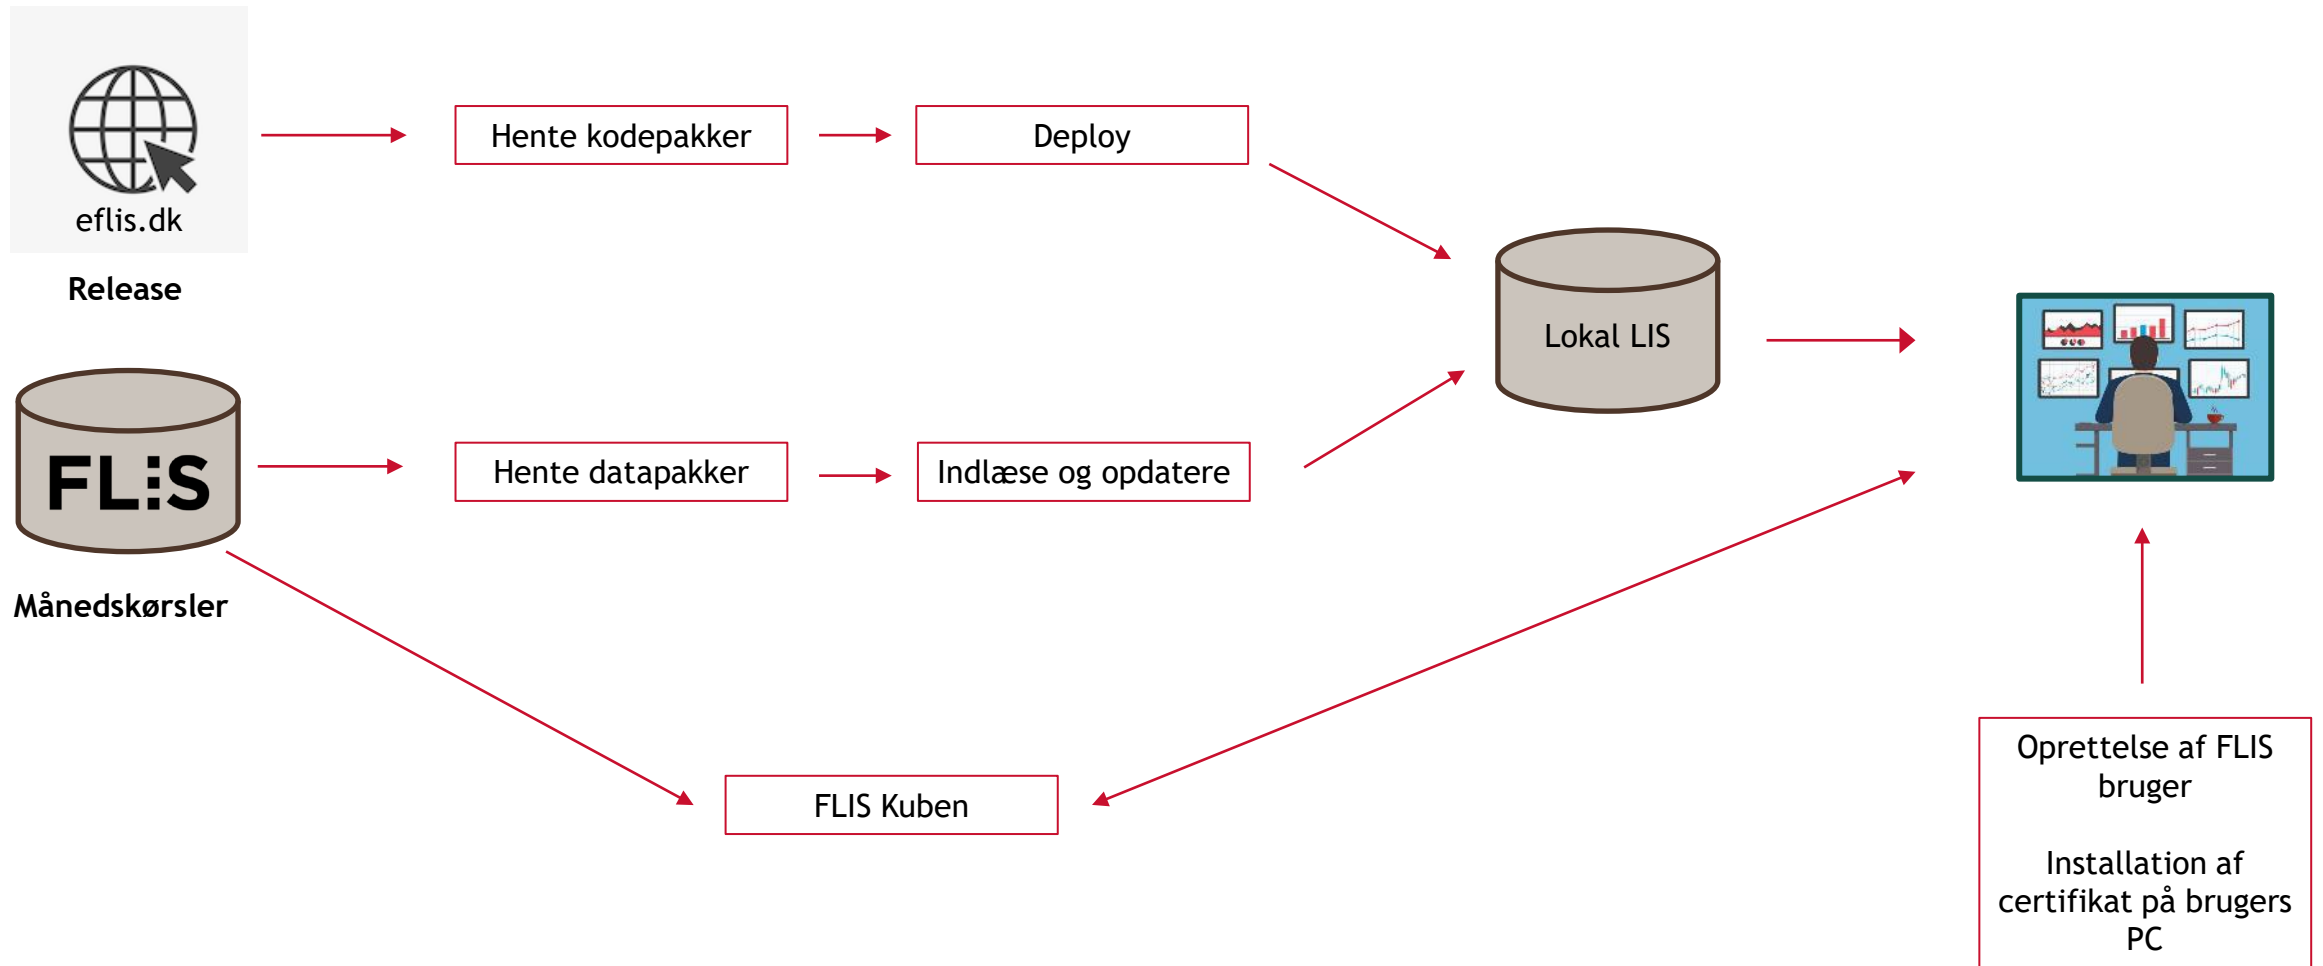 eflis.dk
Release
Hente kodepakker
Deploy
Lokal LIS
FLIS
Månedskørsler
Hente datapakker
Indlæse og opdatere
FLIS Kuben
Oprettelse af FLIS
bruger
Installation af
certifikat på brugers
PC